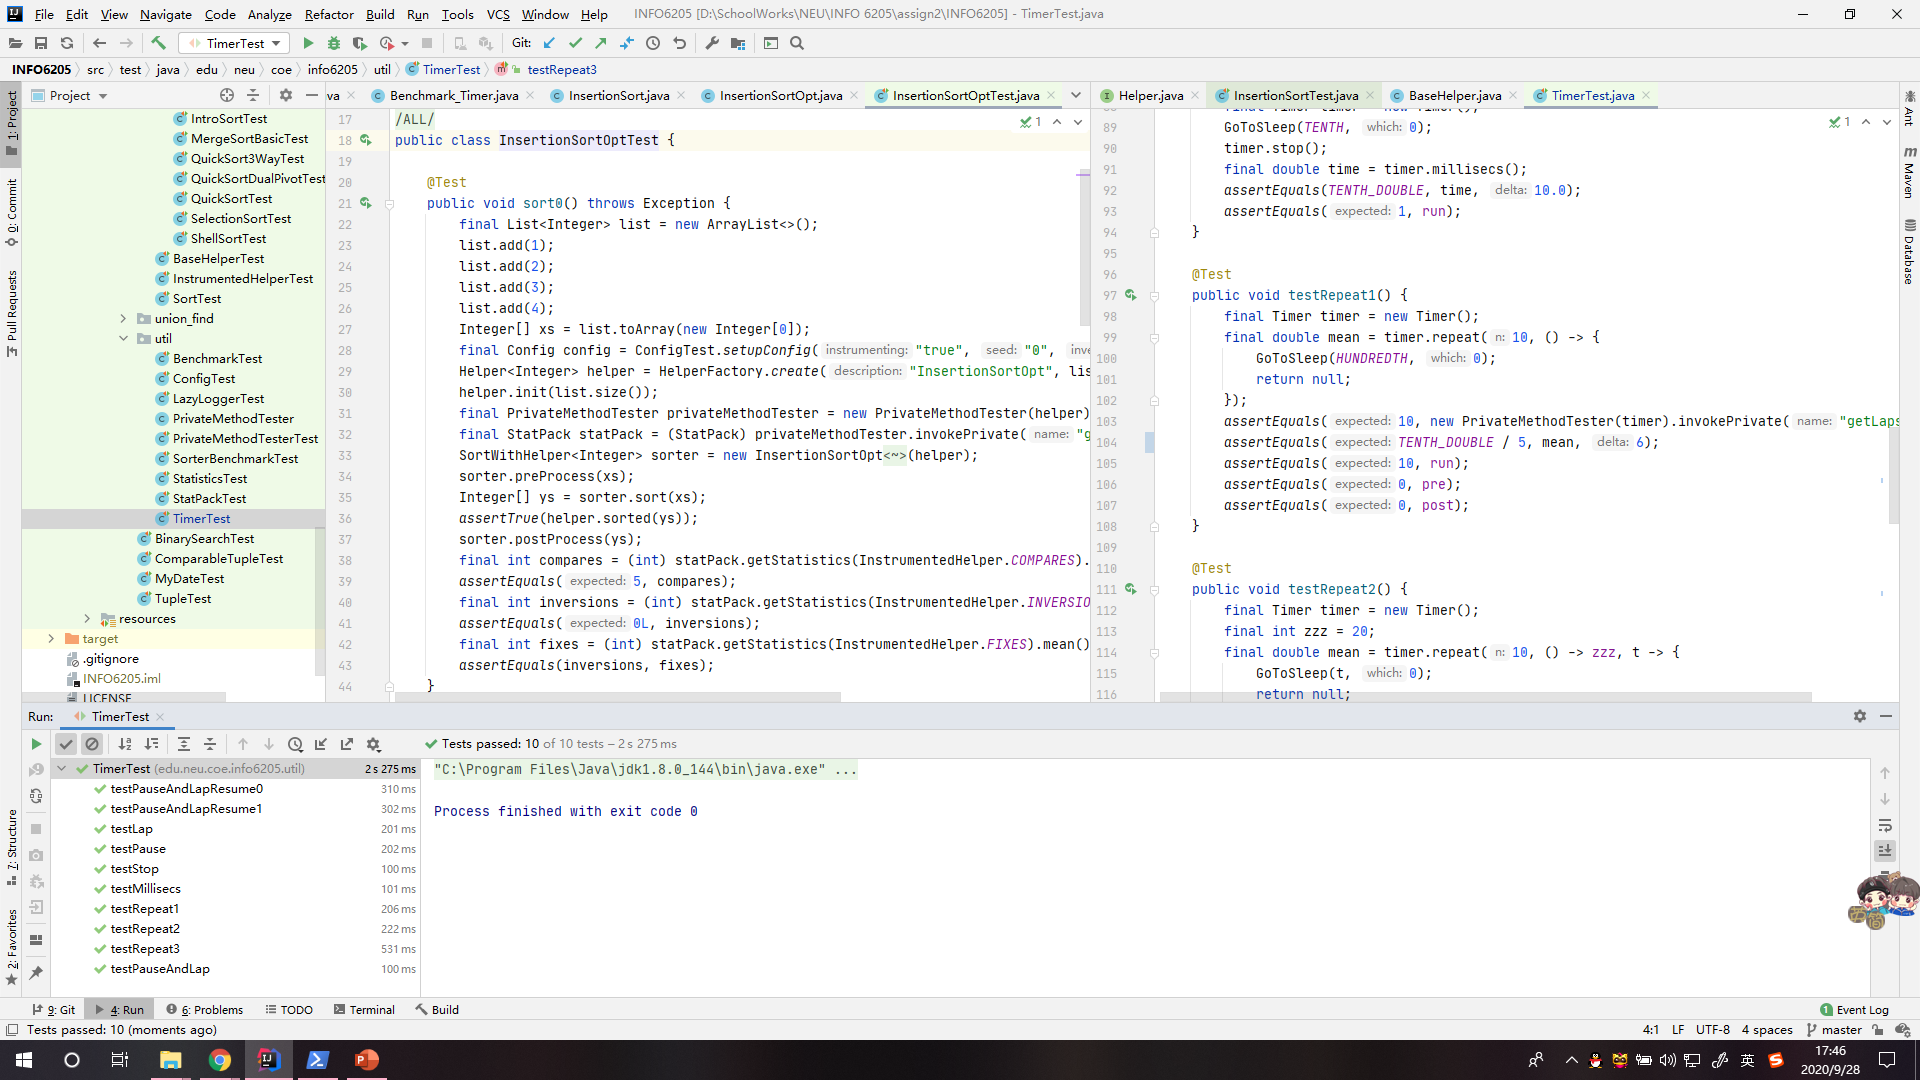 File Edit View Navigate Code Analyze Refactor Build Run Tools VCS Window Help INFO6205 [D:\SchoolWorks\NEU\INFO 6205\assign2\INFO6205] - TimerTest.java
TimerTest Git:
INFO6205 src test java edu neu coe info6205 util TimerTest testRepeat3
1: Project
0: Commit
Pull Requests
7: Structure
2: Favorites
Project
IntroSortTest
MergeSortBasicTest
QuickSort3WayTest
QuickSortDualPivotTest
QuickSortTest
SelectionSortTest
ShellSortTest
BaseHelperTest
InstrumentedHelperTest
SortTest
union_find
util
BenchmarkTest
ConfigTest
LazyLoggerTest
PrivateMethodTester
PrivateMethodTesterTest
SorterBenchmarkTest
StatisticsTest
StatPackTest
TimerTest
BinarySearchTest
ComparableTupleTest
MyDateTest
TupleTest
resources
target
.gitignore
INFO6205.iml
LICENSE
va Benchmark_Timer.java InsertionSort.java InsertionSortOpt.java InsertionSortOptTest.java
1
17 /ALL/
18 public class InsertionSortOptTest {
19
20 @Test
21 public void sort0() throws Exception {
22 final List<Integer> list = new ArrayList<>();
23 list.add(1);
24 list.add(2);
25 list.add(3);
26 list.add(4);
27 Integer[] xs = list.toArray(new Integer[0]);
28 final Config config = ConfigTest.setupConfig( instrumenting: "true", seed: "0", inve
29 Helper<Integer> helper = HelperFactory.create( description: "InsertionSortOpt", lis
30 helper.init(list.size());
31 final PrivateMethodTester privateMethodTester = new PrivateMethodTester(helper)
32 final StatPack statPack = (StatPack) privateMethodTester.invokePrivate( name: "g
33 SortWithHelper<Integer> sorter = new InsertionSortOpt<~>(helper);
34 sorter.preProcess(xs);
35 Integer[] ys = sorter.sort(xs);
36 assertTrue(helper.sorted(ys));
37 sorter.postProcess(ys);
38 final int compares = (int) statPack.getStatistics(InstrumentedHelper.COMPARES).
39 assertEquals( expected: 5, compares);
40 final int inversions = (int) statPack.getStatistics(InstrumentedHelper.INVERSIO
41 assertEquals( expected: 0L, inversions);
42 final int fixes = (int) statPack.getStatistics(InstrumentedHelper.FIXES).mean()
43 assertEquals(inversions, fixes);
44 }
Helper.java InsertionSortTest.java BaseHelper.java TimerTest.java
1
89 GoToSleep(TENTH, which: 0);
90 timer.stop();
91 final double time = timer.millisecs();
92 assertEquals(TENTH_DOUBLE, time, delta: 10.0);
93 assertEquals( expected: 1, run);
94 }
95
96 @Test
97 public void testRepeat1() {
98 final Timer timer = new Timer();
99 final double mean = timer.repeat( n: 10, () -> {
100 GoToSleep(HUNDREDTH, which: 0);
101 return null;
102 });
103 assertEquals( expected: 10, new PrivateMethodTester(timer).invokePrivate( name: "getLaps
104 assertEquals( expected: TENTH_DOUBLE / 5, mean, delta: 6);
105 assertEquals( expected: 10, run);
106 assertEquals( expected: 0, pre);
107 assertEquals( expected: 0, post);
108 }
109
110 @Test
111 public void testRepeat2() {
112 final Timer timer = new Timer();
113 final int zzz = 20;
114 final double mean = timer.repeat( n: 10, () -> zzz, t -> {
115 GoToSleep(t, which: 0);
116 return null;
Ant
Maven
Database
Run: TimerTest
Tests passed: 10 of 10 tests – 2 s 275 ms
TimerTest (edu.neu.coe.info6205.util) 2 s 275 ms
testPauseAndLapResume0 310 ms
testPauseAndLapResume1 302 ms
testLap 201 ms
testPause 202 ms
testStop 100 ms
testMillisecs 101 ms
testRepeat1 206 ms
testRepeat2 222 ms
testRepeat3 531 ms
testPauseAndLap 100 ms
"C:\Program Files\Java\jdk1.8.0_144\bin\java.exe" ...
Process finished with exit code 0
9: Git 4: Run 6: Problems TODO Terminal Build 1 Event Log
Tests passed: 10 (moments ago) 4:1 LF UTF-8 4 spaces master
英 17:46
2020/9/28